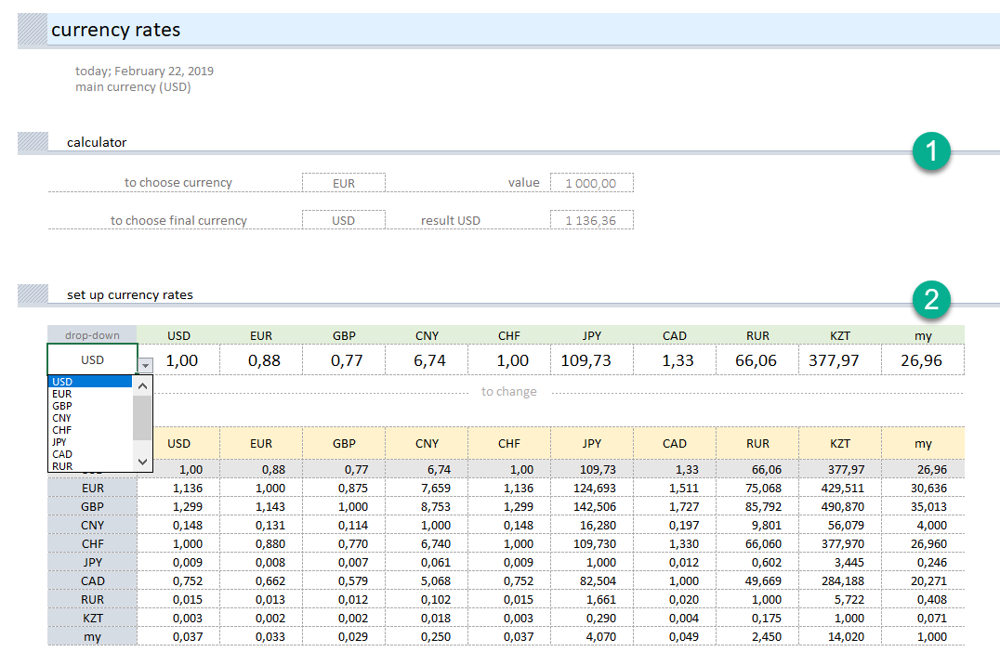 currency rates
today; February 22, 2019
main currency (USD)
calculator
1
to choose currency EUR value 1 000,00
to choose final currency USD result USD 1 136,36
set up currency rates
2
drop-down USD EUR GBP CNY CHF JPY CAD RUR KZT my
USD 1,00 0,88 0,77 6,74 1,00 109,73 1,33 66,06 377,97 26,96
USD
EUR
GBP
CNY
CHF
JPY
CAD
RUR
to change
USD EUR GBP CNY CHF JPY CAD RUR KZT my
1,00 0,88 0,77 6,74 1,00 109,73 1,33 66,06 377,97 26,96
EUR 1,136 1,000 0,875 7,659 1,136 124,693 1,511 75,068 429,511 30,636
GBP 1,299 1,143 1,000 8,753 1,299 142,506 1,727 85,792 490,870 35,013
CNY 0,148 0,131 0,114 1,000 0,148 16,280 0,197 9,801 56,079 4,000
CHF 1,000 0,880 0,770 6,740 1,000 109,730 1,330 66,060 377,970 26,960
JPY 0,009 0,008 0,007 0,061 0,009 1,000 0,012 0,602 3,445 0,246
CAD 0,752 0,662 0,579 5,068 0,752 82,504 1,000 49,669 284,188 20,271
RUR 0,015 0,013 0,012 0,102 0,015 1,661 0,020 1,000 5,722 0,408
KZT 0,003 0,002 0,002 0,018 0,003 0,290 0,004 0,175 1,000 0,071
my 0,037 0,033 0,029 0,250 0,037 4,070 0,049 2,450 14,020 1,000